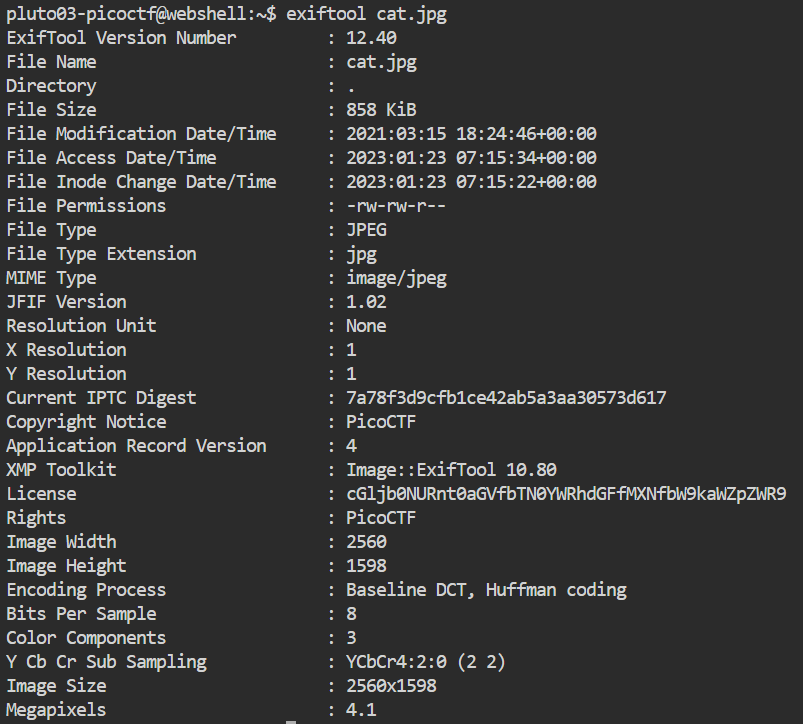 pluto03-picoctf@webshell:~$ exiftool cat.jpg
ExifTool Version Number : 12.40
File Name : cat.jpg
Directory : .
File Size : 858 KiB
File Modification Date/Time : 2021:03:15 18:24:46+00:00
File Access Date/Time : 2023:01:23 07:15:34+00:00
File Inode Change Date/Time : 2023:01:23 07:15:22+00:00
File Permissions : -rw-rw-r--
File Type : JPEG
File Type Extension : jpg
MIME Type : image/jpeg
JFIF Version : 1.02
Resolution Unit : None
X Resolution : 1
Y Resolution : 1
Current IPTC Digest : 7a78f3d9cfb1ce42ab5a3aa30573d617
Copyright Notice : PicoCTF
Application Record Version : 4
XMP Toolkit : Image::ExifTool 10.80
License : cGljb0NURnt0aGVfbTN0YWRhdGFfMXNfbW9kaWZpZWR9
Rights : PicoCTF
Image Width : 2560
Image Height : 1598
Encoding Process : Baseline DCT, Huffman coding
Bits Per Sample : 8
Color Components : 3
Y Cb Cr Sub Sampling : YCbCr4:2:0 (2 2)
Image Size : 2560x1598
Megapixels : 4.1